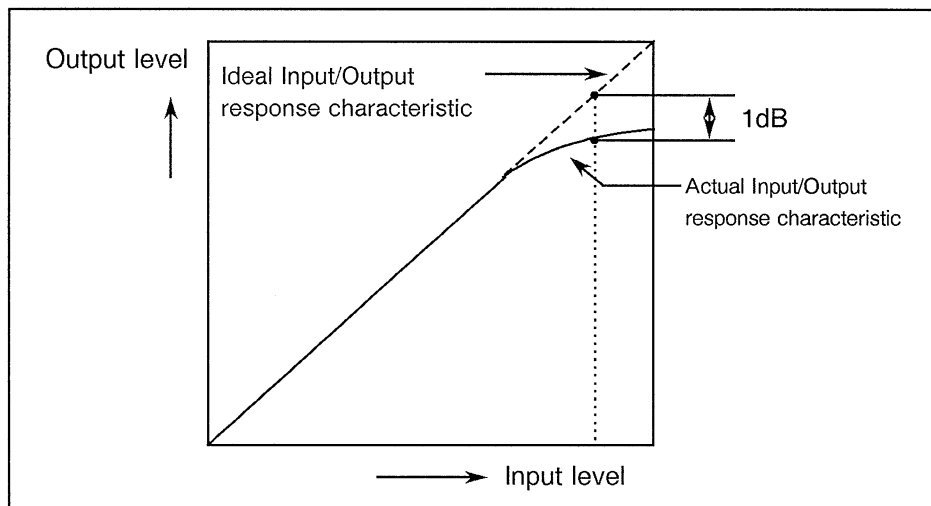 Output level
Ideal Input/Output
response characteristic
1dB
Actual Input/Output
response characteristic
Input level